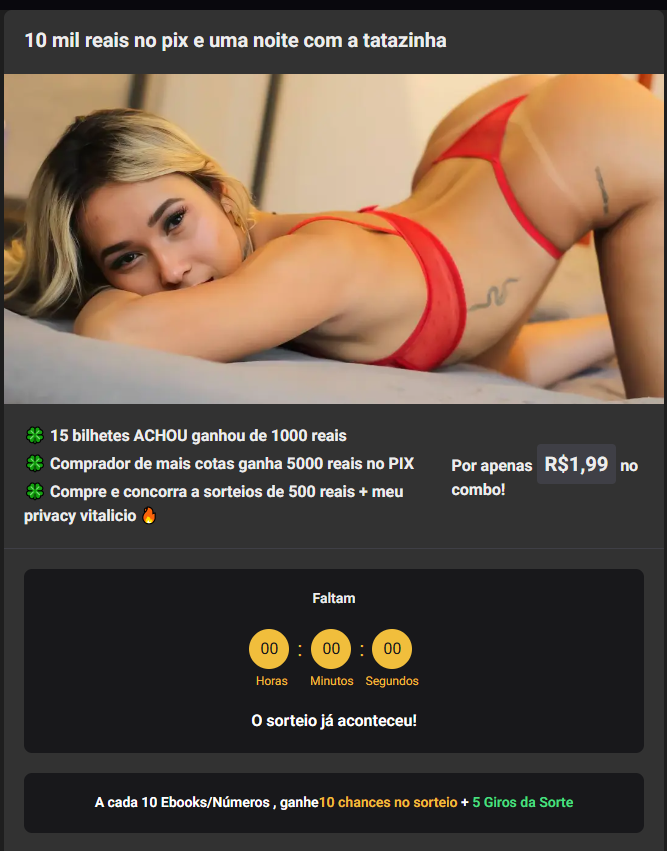 10 mil reais no pix e uma noite com a tatazinha
🍀 15 bilhetes ACHOU ganhou de 1000 reais
🍀 Comprador de mais cotas ganha 5000 reais no PIX
🍀 Compre e concorra a sorteios de 500 reais + meu
privacy vitalicio 🔥
Por apenas R$1,99 no
combo!
Faltam
00 : 00 : 00
Horas Minutos Segundos
O sorteio já aconteceu!
A cada 10 Ebooks/Números , ganhe10 chances no sorteio + 5 Giros da Sorte